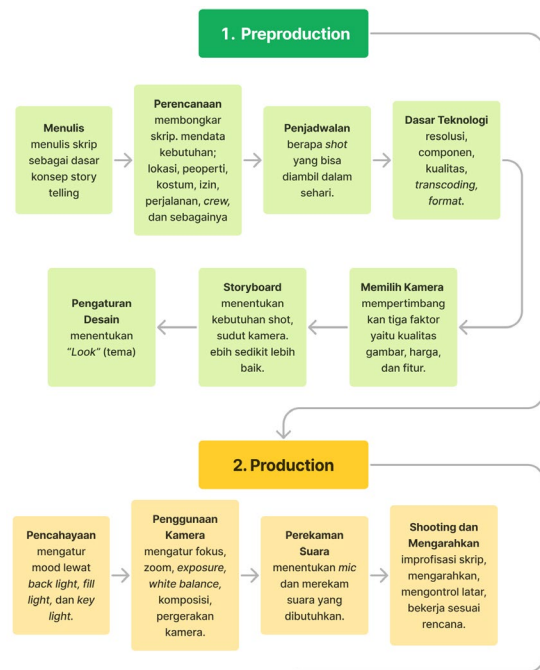 1. Preproduction
Menulis
menulis skrip
sebagai dasar
konsep story
telling
Perencanaan
membongkar
skrip. mendata
kebutuhan;
lokasi, peoperti,
kostum, izin,
perjalanan, crew,
dan sebagainya
Penjadwalan
berapa shot
yang bisa
diambil dalam
sehari.
Dasar Teknologi
resolusi,
componen,
kualitas,
transcoding,
format.
Memilih Kamera
mempertimbang
kan tiga faktor
yaitu kualitas
gambar, harga,
dan fitur.
Storyboard
menentukan
kebutuhan shot,
sudut kamera.
ebih sedikit lebih
baik.
Pengaturan
Desain
menentukan
"Look" (tema)
2. Production
Pencahayaan
mengatur
mood lewat
back light, fill
light, dan key
light.
Penggunaan
Kamera
mengatur fokus,
zoom, exposure,
white balance,
komposisi,
pergerakan
kamera.
Perekaman
Suara
menentukan mic
dan merekam
suara yang
dibutuhkan.
Shooting dan
Mengarahkan
improfisasi skrip,
mengarahkan,
mengontrol latar,
bekerja sesuai
rencana.